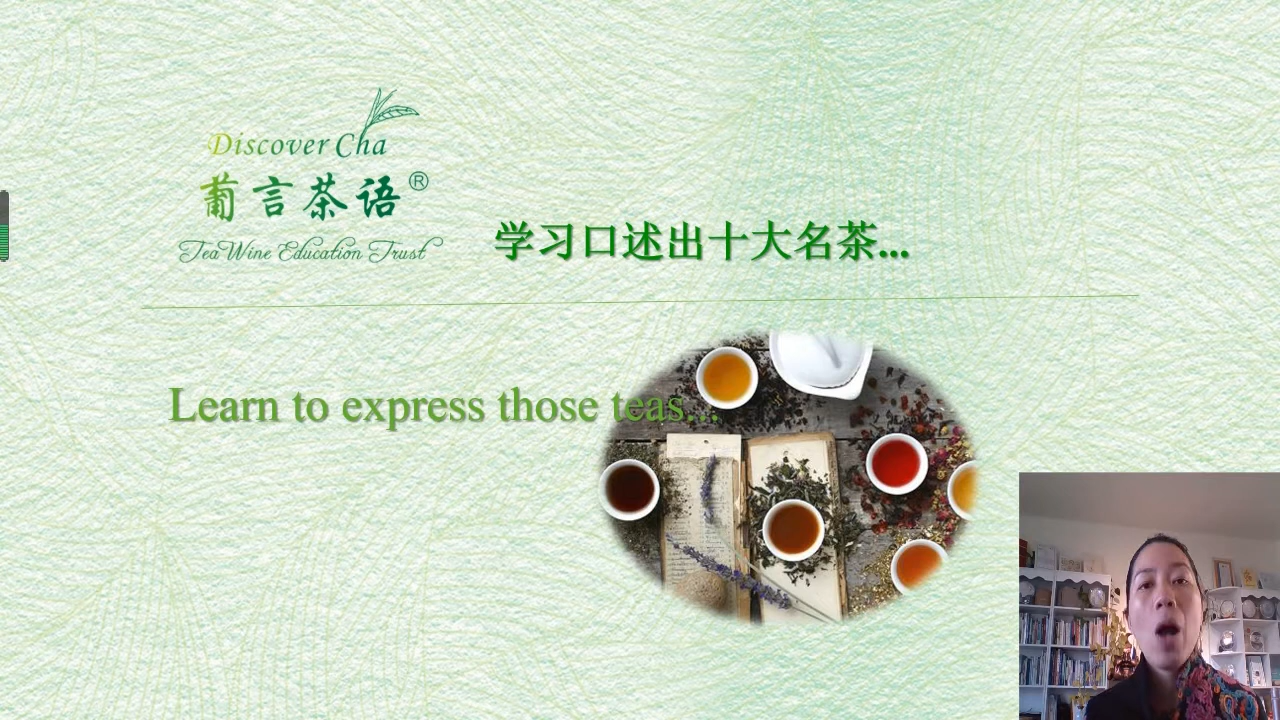 Discover Cha
葡言茶语®
Tea Wine Education Trust
学习口述出十大名茶...
Learn to express those teas...